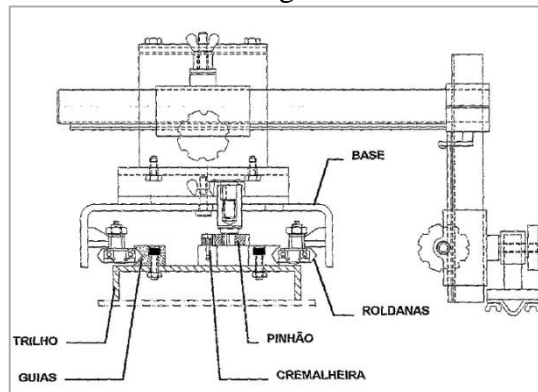 BASE
ROLDANAS
TRILHO
PINHÃO
GUIAS
CREMALHEIRA